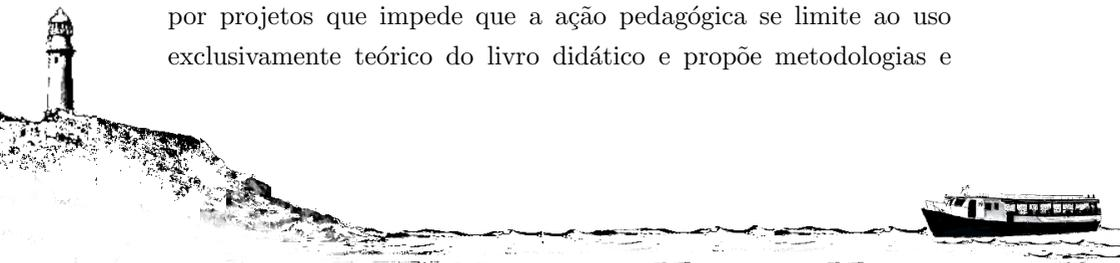 por projetos que impede que a ação pedagógica se limite ao uso
exclusivamente teórico do livro didático e propõe metodologias e